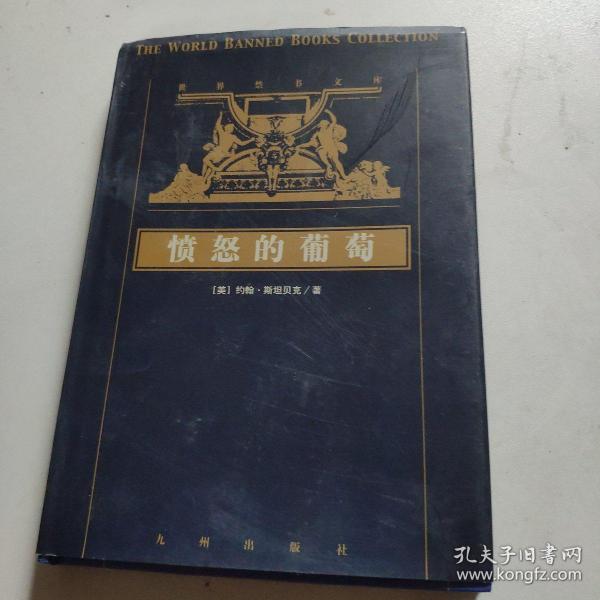 THE WORLD BANNED BOOKS COLLECTION
世界禁书文库
愤怒的葡萄
[美] 约翰·斯坦贝克/著
九州出版社
孔夫子旧书网
www.kongfz.com